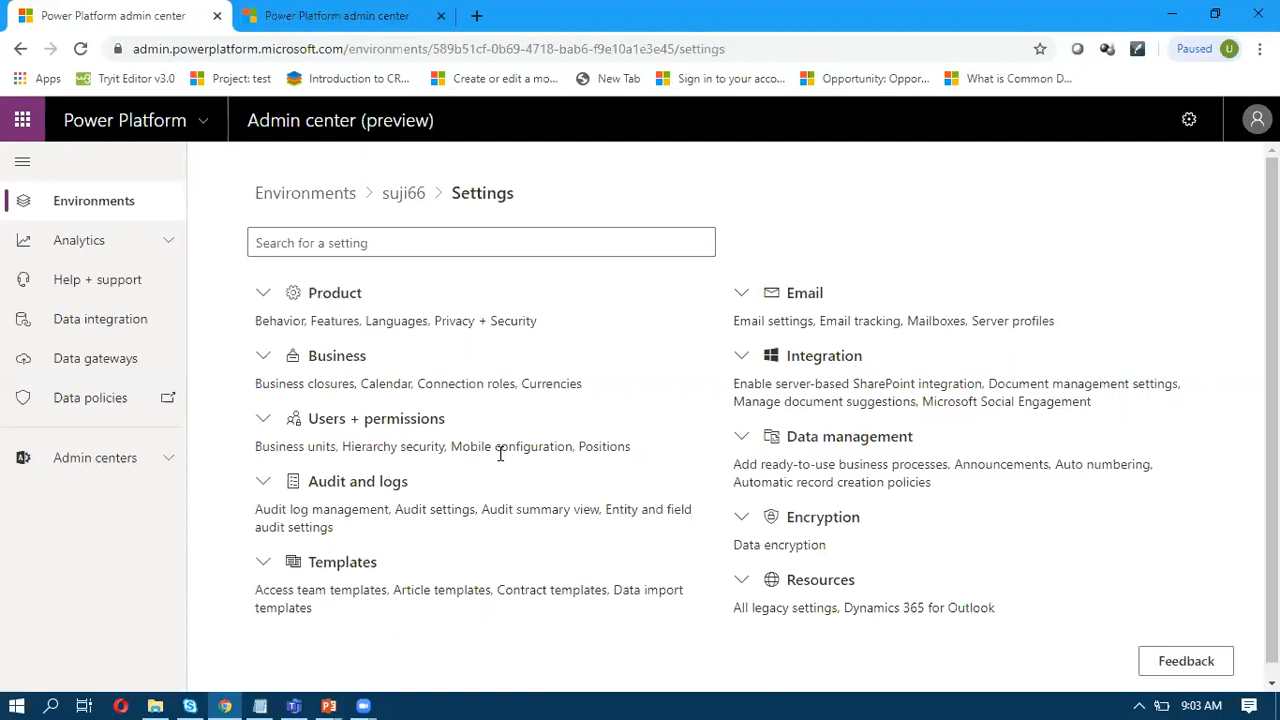 Power Platform admin center
Power Platform admin center
admin.powerplatform.microsoft.com/environments/589b51cf-0b69-4718-bab6-f9e10a1e3e45/settings
Paused
U
Apps
Tryit Editor v3.0
Project: test
Introduction to CR...
Create or edit a mo...
New Tab
Sign in to your acco...
Opportunity: Oppor...
What is Common D...
Power Platform
Admin center (preview)
Environments
Analytics
Help + support
Data integration
Data gateways
Data policies
Admin centers
Environments > suji66 > Settings
Search for a setting
Product
Behavior, Features, Languages, Privacy + Security
Business
Business closures, Calendar, Connection roles, Currencies
Users + permissions
Business units, Hierarchy security, Mobile configuration, Positions
Audit and logs
Audit log management, Audit settings, Audit summary view, Entity and field
audit settings
Templates
Access team templates, Article templates, Contract templates, Data import
templates
Email
Email settings, Email tracking, Mailboxes, Server profiles
Integration
Enable server-based SharePoint integration, Document management settings,
Manage document suggestions, Microsoft Social Engagement
Data management
Add ready-to-use business processes, Announcements, Auto numbering,
Automatic record creation policies
Encryption
Data encryption
Resources
All legacy settings, Dynamics 365 for Outlook
Feedback
9:03 AM